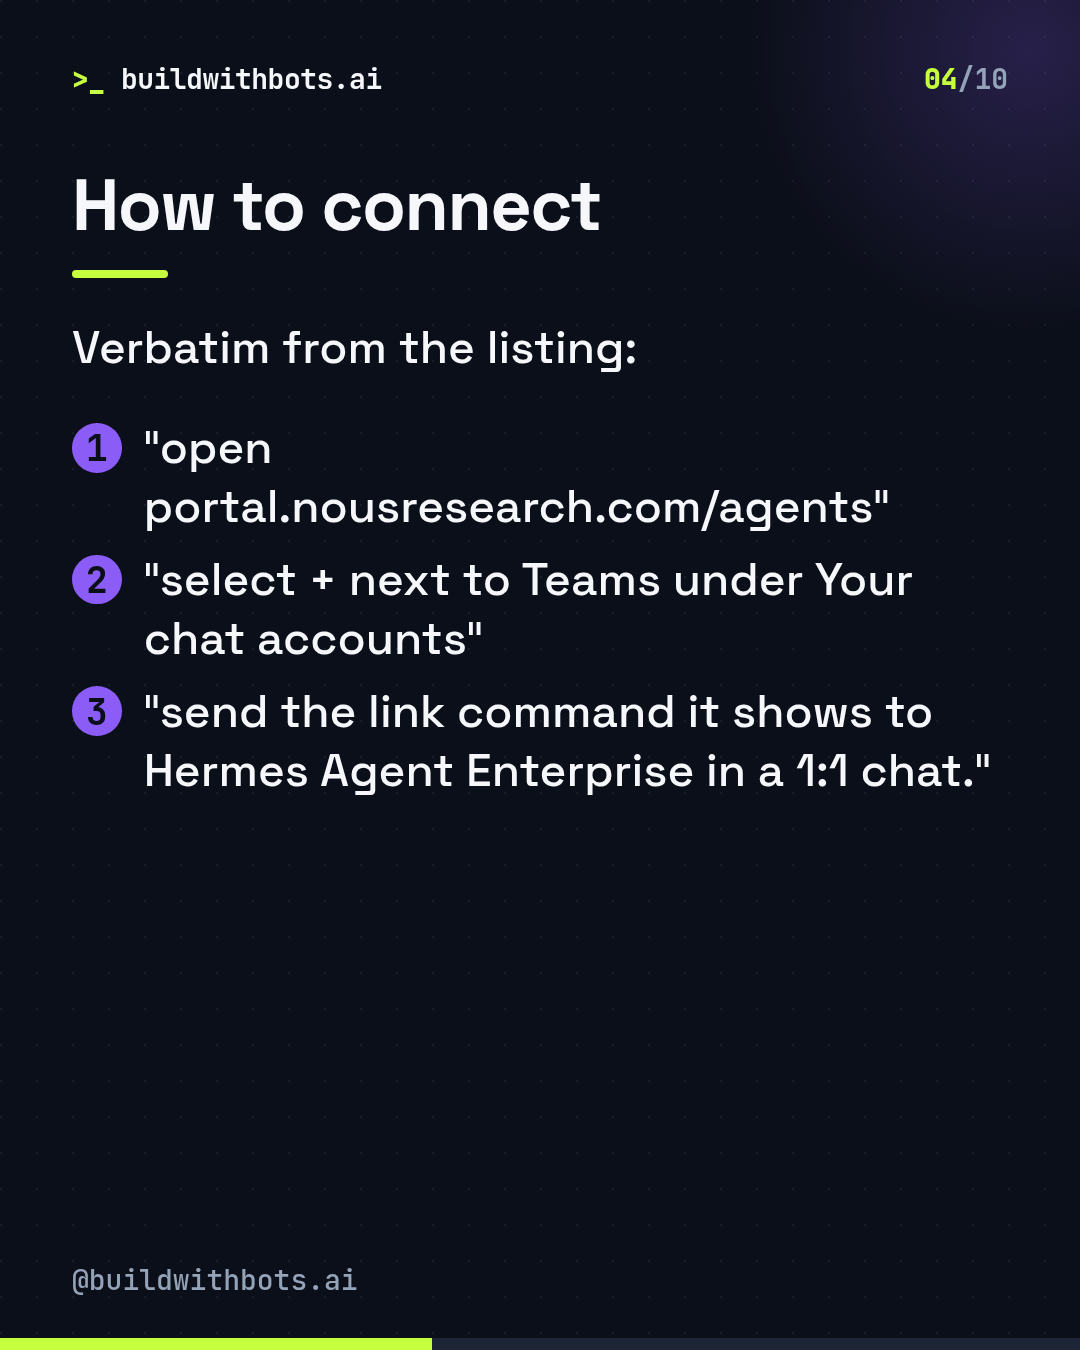 >_ buildwithbots.ai
04/10
How to connect
Verbatim from the listing:
1 "open
portal.nousresearch.com/agents"
2 "select + next to Teams under Your
chat accounts"
3 "send the link command it shows to
Hermes Agent Enterprise in a 1:1 chat."
@buildwithbots.ai